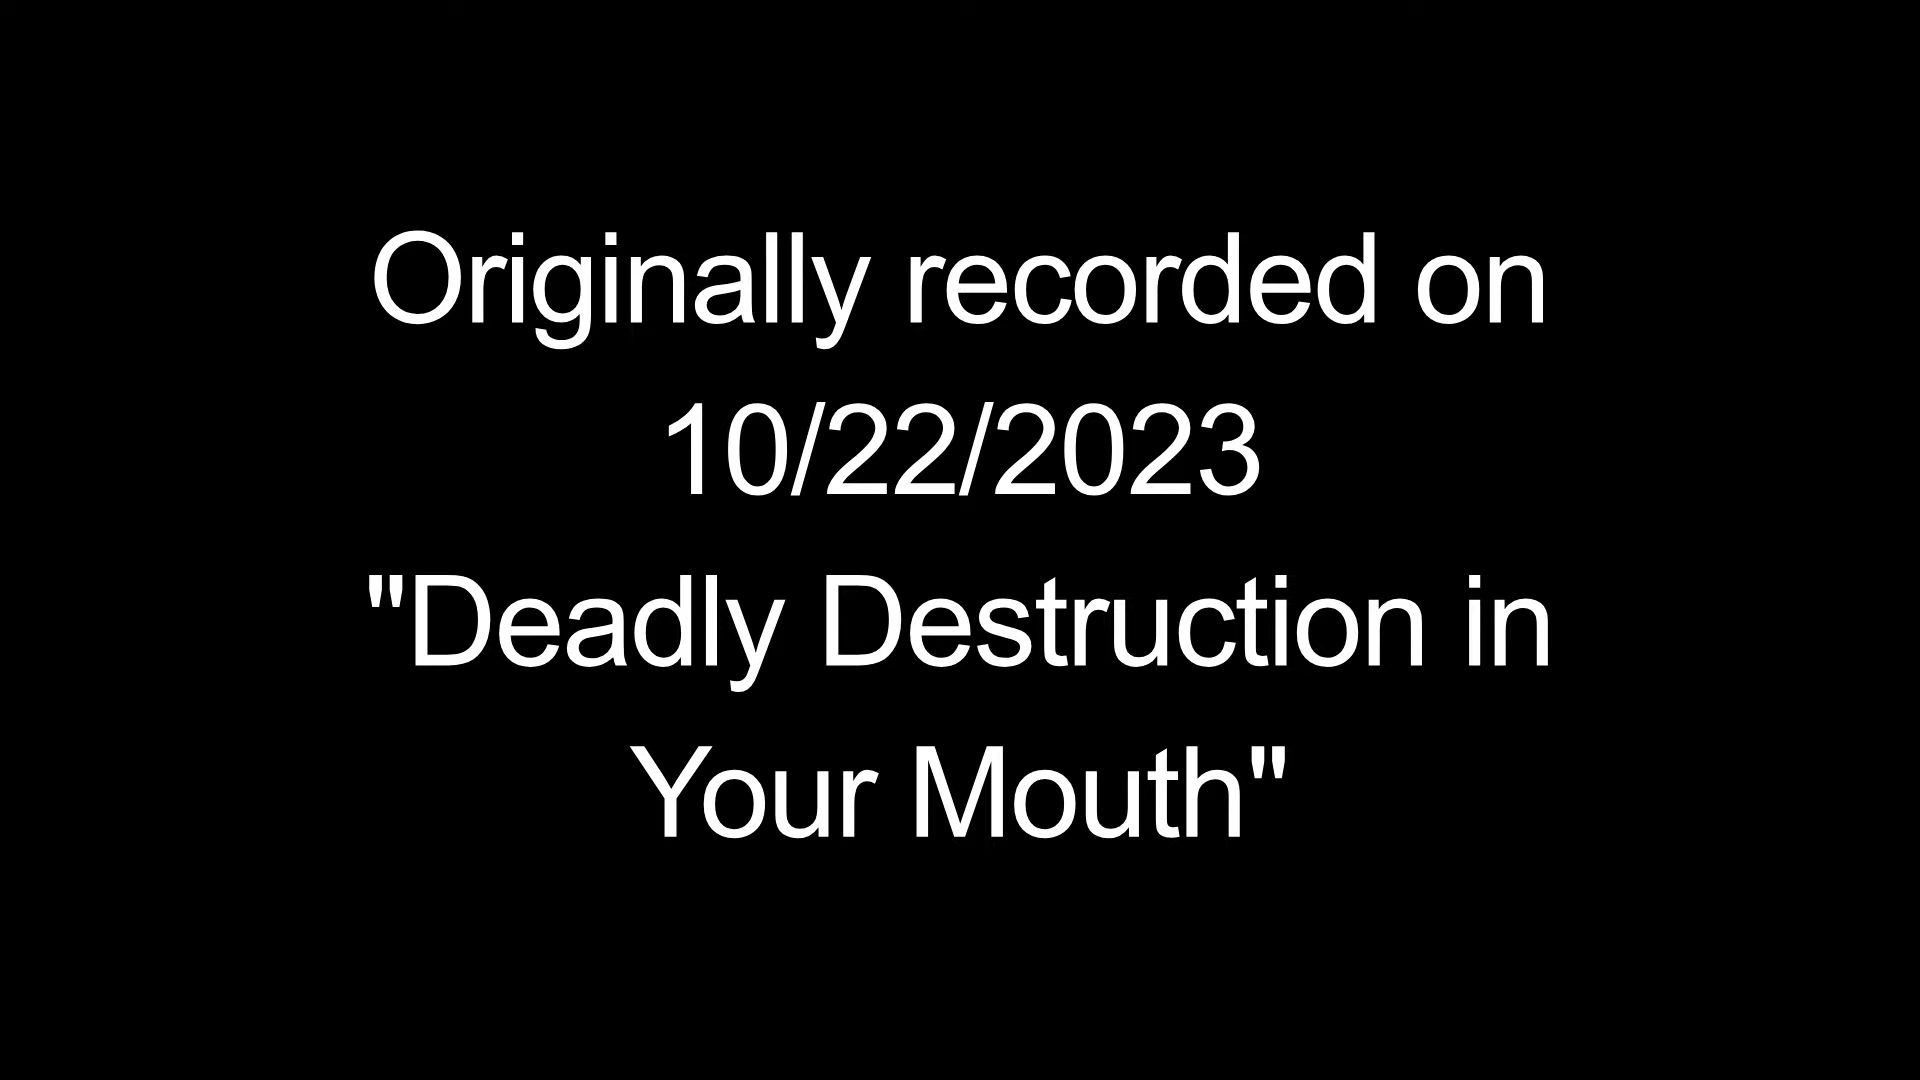 Originally recorded on
10/22/2023
"Deadly Destruction in
Your Mouth"